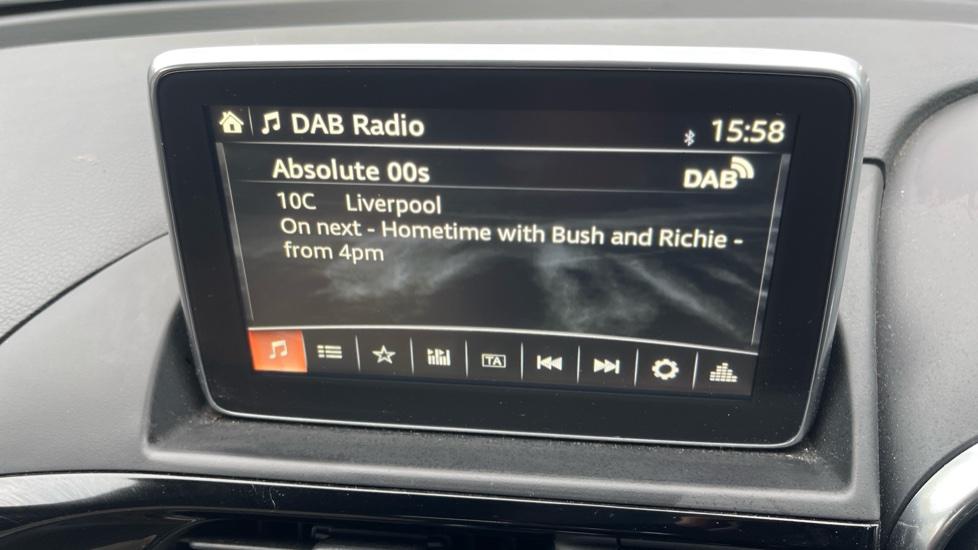 DAB Radio
15:58
Absolute 00s
DAB
10C Liverpool
On next - Hometime with Bush and Richie -
from 4pm
TA